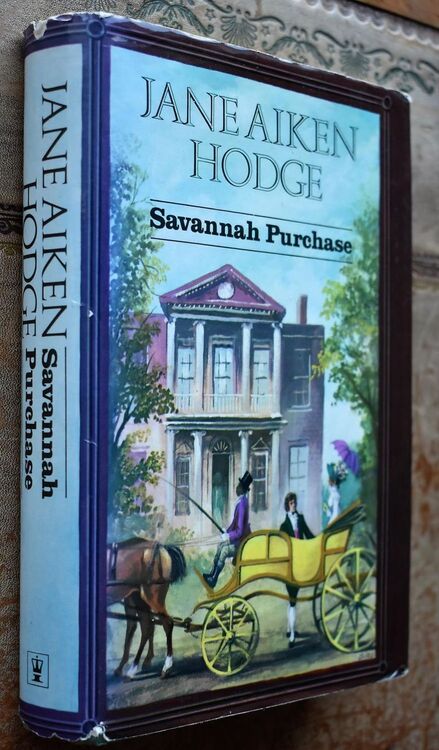 JANE AIKEN
HODGE
Savannah Purchase
JANE AIKEN
HODGE
Savannah
Purchase